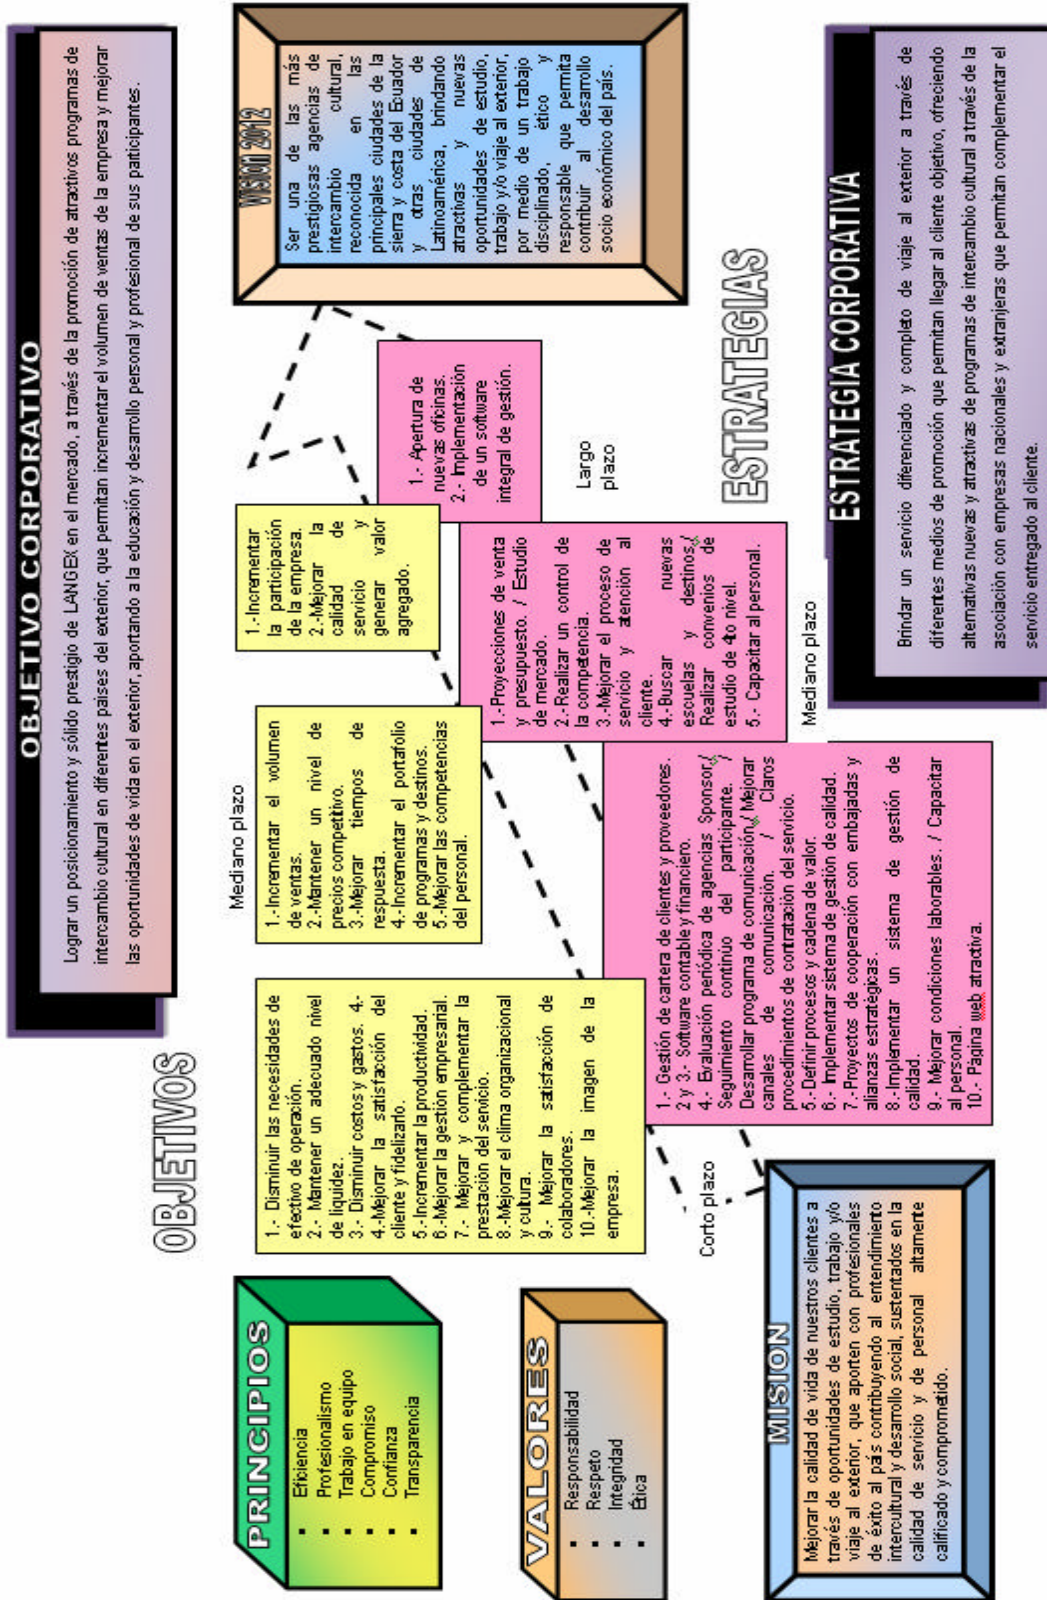 OBJETIVO CORPORATIVO
Lograr un posicionamiento y sólido prestigio de LANGEX en el mercado, a través de la promoción de atractivos programas de
intercambio cultural en diferentes países del exterior, que permitan incrementar el volumen de ventas de la empresa y mejorar
las oportunidades de vida en el exterior, aportando a la educación y desarrollo personal y profesional de sus participantes.
OBJETIVOS
PRINCIPIOS
▪ Eficiencia
▪ Profesionalismo
▪ Trabajo en equipo
▪ Compromiso
▪ Confianza
▪ Transparencia
VALORES
▪ Responsabilidad
▪ Respeto
▪ Integridad
▪ Ética
MISION
Mejorar la calidad de vida de nuestros clientes a
través de oportunidades de estudio, trabajo y/o
viaje al exterior, que aporten con profesionales
de éxito al país contribuyendo al entendimiento
intercultural y desarrollo social, sustentados en la
calidad de servicio y de personal altamente
calificado y comprometido.
Corto plazo
1.- Disminuir las necesidades de
efectivo de operación.
2.- Mantener un adecuado nivel
de liquidez.
3.- Disminuir costos y gastos. 4.-
4.-Mejorar la satisfacción del
cliente y fidelizarlo.
5.-Incrementar la productividad.
6.-Mejorar la gestión empresarial.
7.- Mejorar y complementar la
prestación del servicio.
8.-Mejorar el clima organizacional
y cultura.
9.- Mejorar la satisfacción de
colaboradores.
10.-Mejorar la imagen de la
empresa.
1.- Gestión de cartera de clientes y proveedores.
2 y 3.- Software contable y financiero.
4.- Evaluación periódica de agencias Sponsor./
Seguimiento continuo del participante. /
Desarrollar programa de comunicación./ Mejorar
canales de comunicación. / Claros
procedimientos de contratación del servicio.
5.-Definir procesos y cadena de valor.
6.- Implementar sistema de gestión de calidad.
7.-Proyectos de cooperación con embajadas y
alianzas estratégicas.
8.-Implementar un sistema de gestión de
calidad.
9.- Mejorar condiciones laborables. / Capacitar
al personal.
10.- Página web atractiva.
Mediano plazo
1.-Incrementar el volumen
de ventas.
2.-Mantener un nivel de
precios competitivo.
3.-Mejorar tiempos de
respuesta.
4.-Incrementar el portafolio
de programas y destinos.
5.-Mejorar las competencias
del personal.
1.-Proyecciones de venta
y presupuesto. / Estudio
de mercado.
2.-Realizar un control de
la competencia.
3.-Mejorar el proceso de
servicio y atención al
cliente.
4.-Buscar nuevas
escuelas y destinos./
Realizar convenios de
estudio de 4to nivel.
5.- Capacitar al personal.
Mediano plazo
1.-Incrementar
la participación
de la empresa.
2.-Mejorar la
calidad de
servicio y
generar valor
agregado.
1.- Apertura de
nuevas oficinas.
2.- Implementación
de un software
integral de gestión.
Largo
plazo
VISION 2012
Ser una de las más
prestigiosas agencias de
intercambio cultural,
reconocida en las
principales ciudades de la
sierra y costa del Ecuador
y otras ciudades de
Latinoamérica, brindando
atractivas y nuevas
oportunidades de estudio,
trabajo y/o viaje al exterior,
por medio de un trabajo
disciplinado, ético y
responsable que permita
contribuir al desarrollo
socio económico del país.
ESTRATEGIAS
ESTRATEGIA CORPORATIVA
Brindar un servicio diferenciado y completo de viaje al exterior a través de
diferentes medios de promoción que permitan llegar al cliente objetivo, ofreciendo
alternativas nuevas y atractivas de programas de intercambio cultural a través de la
asociación con empresas nacionales y extranjeras que permitan complementar el
servicio entregado al cliente.